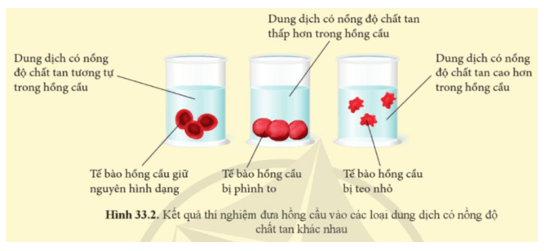 Dung dịch có nồng độ chất tan
thấp hơn trong hồng cầu
Dung dịch có nồng
độ chất tan tương tự
trong hồng cầu
Dung dịch có nồng
độ chất tan cao hơn
trong hồng cầu
Tế bào hồng cầu giữ
nguyên hình dạng
Tế bào hồng cầu
bị phình to
Tế bào hồng cầu
bị teo nhỏ
Hình 33.2. Kết quả thí nghiệm đưa hồng cầu vào các loại dung dịch có nồng độ
chất tan khác nhau